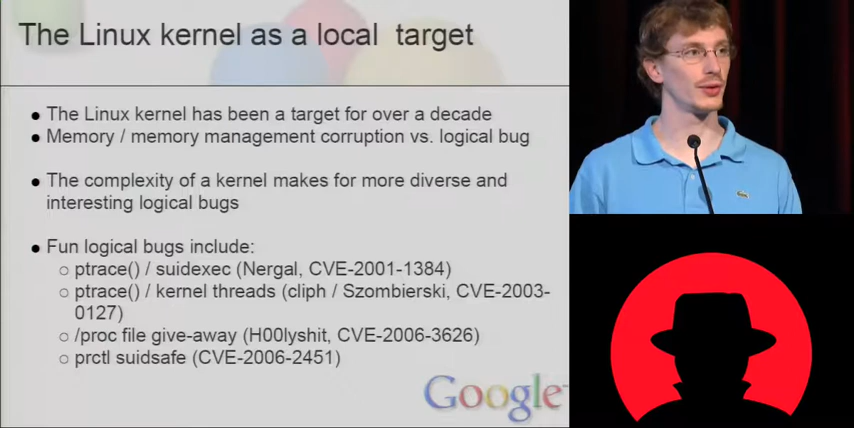 The Linux kernel as a local target
● The Linux kernel has been a target for over a decade
● Memory / memory management corruption vs. logical bug
● The complexity of a kernel makes for more diverse and
interesting logical bugs
● Fun logical bugs include:
○ ptrace() / suidexec (Nergal, CVE-2001-1384)
○ ptrace() / kernel threads (cliph / Szombierski, CVE-2003-
0127)
○ /proc file give-away (H00lyshit, CVE-2006-3626)
○ prctl suidsafe (CVE-2006-2451)
Google